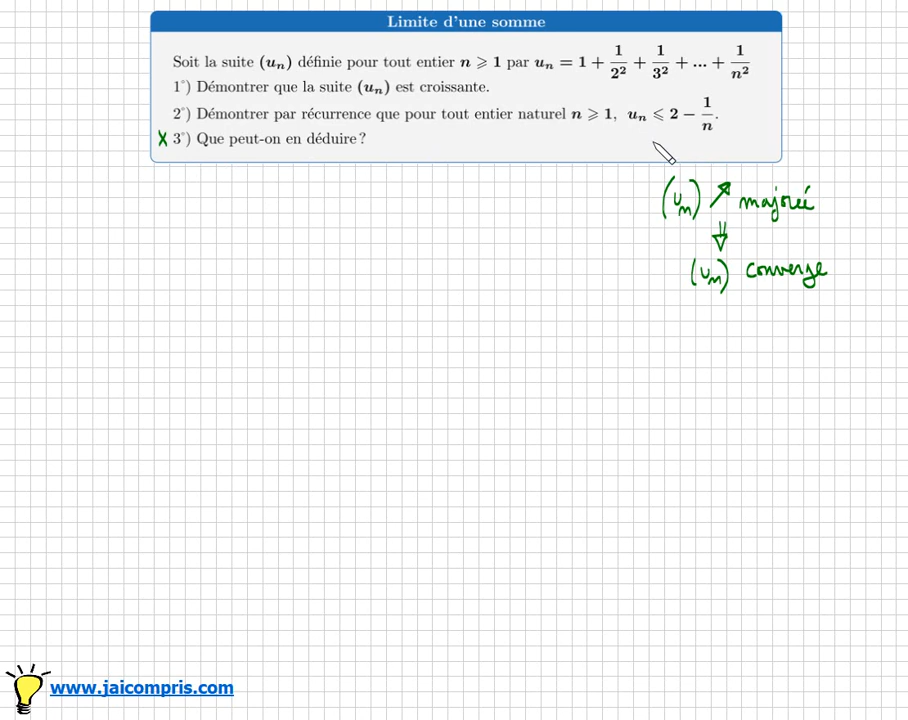 Limite d'une somme
Soit la suite (uₙ) définie pour tout entier n ⩾ 1 par uₙ = 1 + 1/2² + 1/3² + ... + 1/n²
1°) Démontrer que la suite (uₙ) est croissante.
2°) Démontrer par récurrence que pour tout entier naturel n ⩾ 1, uₙ ⩽ 2 − 1/n.
X 3°) Que peut-on en déduire ?
(uₙ) ↗ majorée
⇓
(uₙ) converge
www.jaicompris.com